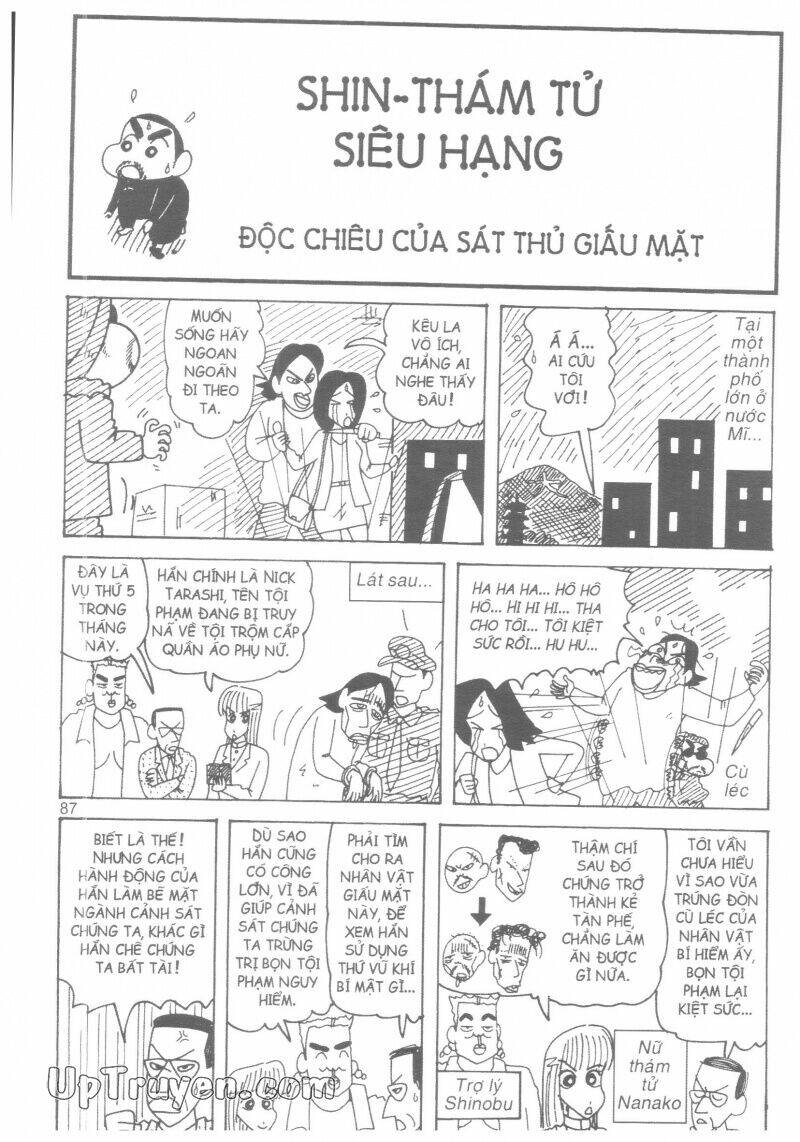 SHIN-THÁM TỬ
SIÊU HẠNG
ĐỘC CHIÊU CỦA SÁT THỦ GIẤU MẶT
Tại
một
thành
phố
lớn ở
nước
Mĩ...
Á Á...
AI CỨU
TÔI
VỚI!
KÊU LA
VÔ ÍCH,
CHẲNG AI
NGHE THẤY
ĐÂU!
MUỐN
SỐNG HÃY
NGOAN
NGOÃN
ĐI THEO
TA.
HA HA HA... HÔ HÔ
HÔ... HI HI HI... THA
CHO TÔI... TÔI KIỆT
SỨC RỒI... HU HU...
Cù
léc
Lát sau...
HẮN CHÍNH LÀ NICK
TARASHI, TÊN TỘI
PHẠM ĐANG BỊ TRUY
NÃ VỀ TỘI TRỘM CẮP
QUẦN ÁO PHỤ NỮ.
ĐÂY LÀ
VỤ THỨ 5
TRONG
THÁNG
NÀY.
87
TÔI VẪN
CHƯA HIỂU
VÌ SAO VỪA
TRÚNG ĐÒN
CÙ LÉC CỦA
NHÂN VẬT
BÍ HIỂM ẤY,
BỌN TỘI
PHẠM LẠI
KIỆT SỨC...
THẬM CHÍ
SAU ĐÓ
CHÚNG TRỞ
THÀNH KẺ
TÀN PHẾ,
CHẲNG LÀM
ĂN ĐƯỢC
GÌ NỮA.
Nữ
thám
tử
Nanako
Trợ lý
Shinobu
PHẢI TÌM
CHO RA
NHÂN VẬT
GIẤU MẶT
NÀY, ĐỂ
XEM HẮN
SỬ DỤNG
THỨ VŨ KHÍ
BÍ MẬT GÌ...
DÙ SAO
HẮN CŨNG
CÓ CÔNG
LỚN, VÌ ĐÃ
GIÚP CẢNH
SÁT CHÚNG
TA TRỪNG
TRỊ BỌN TỘI
PHẠM NGUY
HIỂM.
BIẾT LÀ THẾ!
NHƯNG CÁCH
HÀNH ĐỘNG CỦA
HẮN LÀM BẼ MẶT
NGÀNH CẢNH SÁT
CHÚNG TA, KHÁC GÌ
HẮN CHÊ CHÚNG
TA BẤT TÀI!
UpTruyen.com